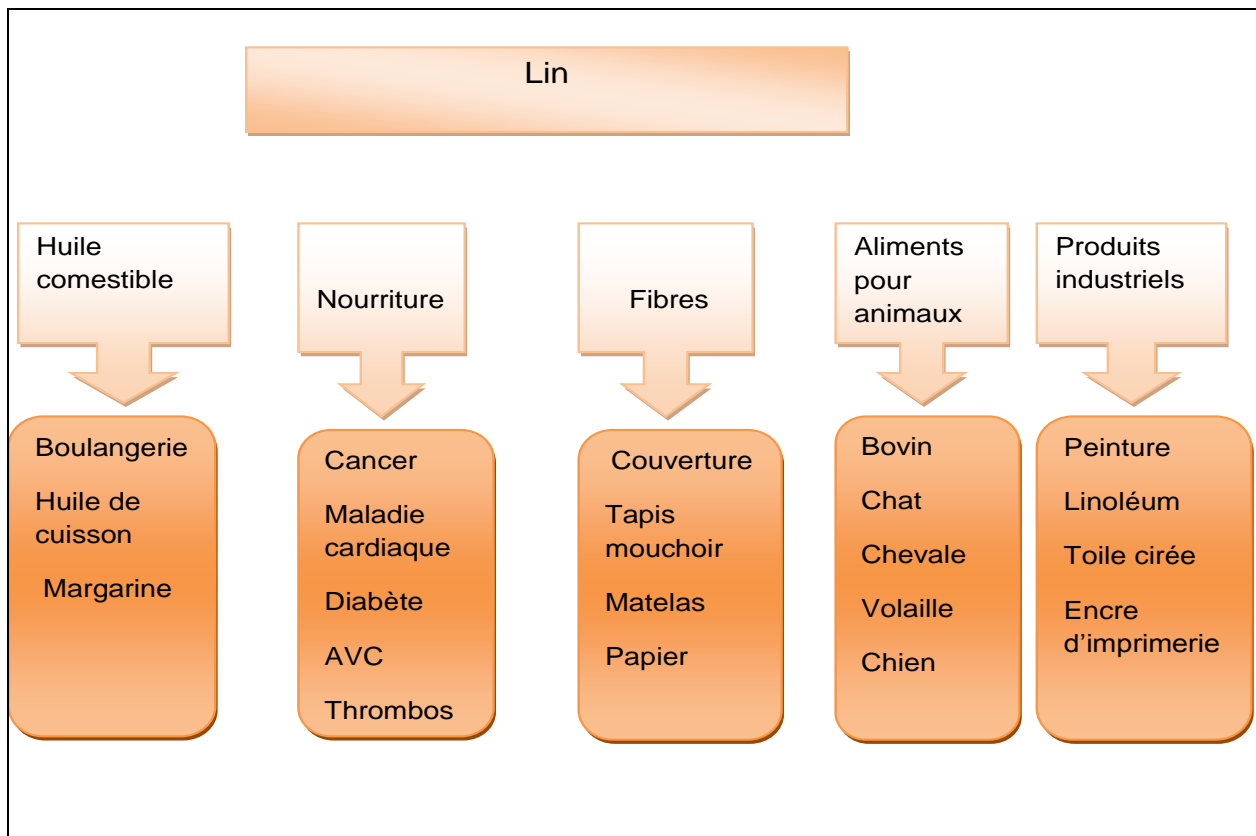 Lin
Huile
comestible
Nourriture
Fibres
Aliments
pour
animaux
Produits
industriels
Boulangerie
Huile de
cuisson
Margarine
Cancer
Maladie
cardiaque
Diabète
AVC
Thrombos
Couverture
Tapis
mouchoir
Matelas
Papier
Bovin
Chat
Chevale
Volaille
Chien
Peinture
Linoléum
Toile cirée
Encre
d’imprimerie